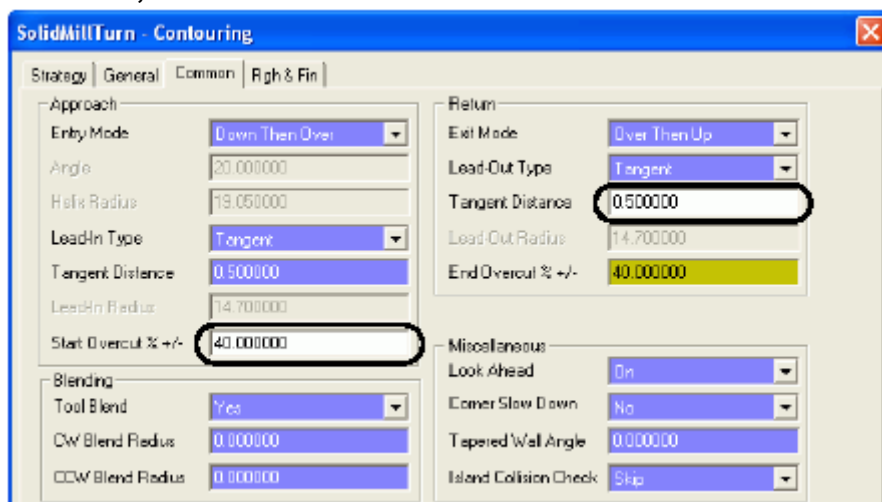 SolidMillTurn - Contouring
Strategy General Common Rgh & Fin
Approach
Entry Mode Down Then Over
Angle 20.000000
Helix Radius 19.050000
Lead-In Type Tangent
Tangent Distance 0.500000
Lead-In Radius 14.700000
Start Overcut % +/- 40.000000
Blending
Tool Blend Yes
CW Blend Radius 0.000000
CCW Blend Radius 0.000000
Return
Exit Mode Over Then Up
Lead-Out Type Tangent
Tangent Distance 0.500000
Lead-Out Radius 14.700000
End Overcut % +/- 40.000000
Miscellaneous
Look Ahead On
Corner Slow Down No
Tapered Wall Angle 0.000000
Island Collision Check Skip